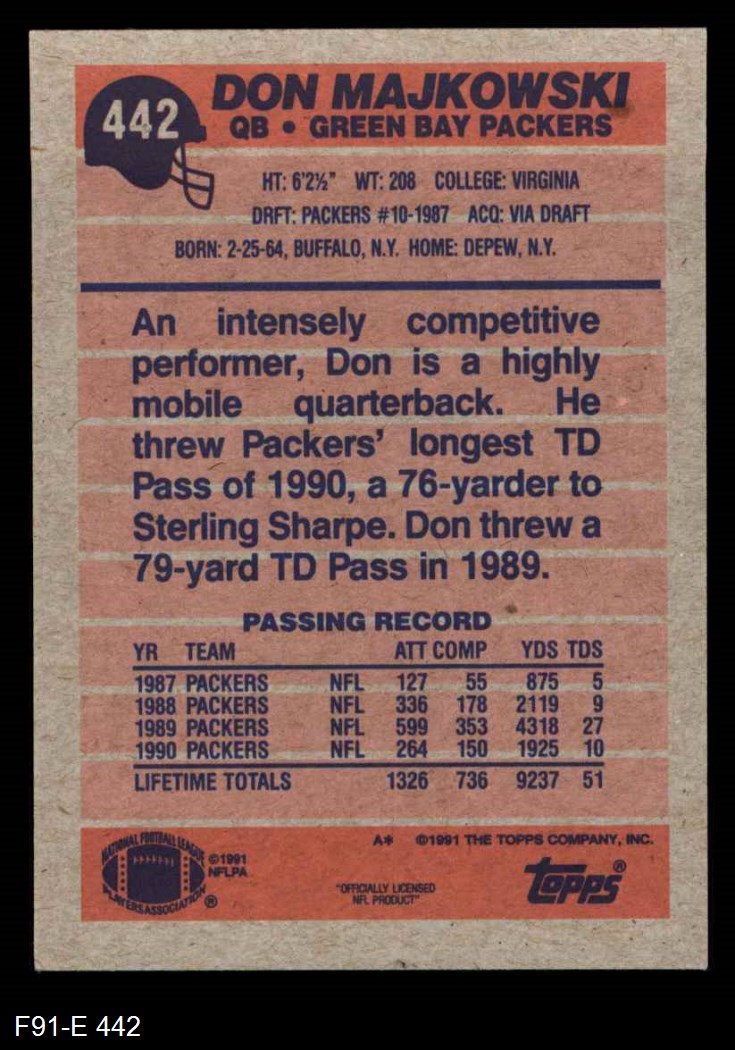 442
DON MAJKOWSKI
QB • GREEN BAY PACKERS
HT: 6'2½" WT: 208 COLLEGE: VIRGINIA
DRFT: PACKERS #10-1987 ACQ: VIA DRAFT
BORN: 2-25-64, BUFFALO, N.Y. HOME: DEPEW, N.Y.
An intensely competitive
performer, Don is a highly
mobile quarterback. He
threw Packers' longest TD
Pass of 1990, a 76-yarder to
Sterling Sharpe. Don threw a
79-yard TD Pass in 1989.
PASSING RECORD
YR TEAM ATT COMP YDS TDS
1987 PACKERS NFL 127 55 875 5
1988 PACKERS NFL 336 178 2119 9
1989 PACKERS NFL 599 353 4318 27
1990 PACKERS NFL 264 150 1925 10
LIFETIME TOTALS 1326 736 9237 51
A* ©1991 THE TOPPS COMPANY, INC.
NATIONAL FOOTBALL LEAGUE
PLAYERS ASSOCIATION ®
©1991
NFLPA
"OFFICIALLY LICENSED
NFL PRODUCT"
topps®
F91-E 442